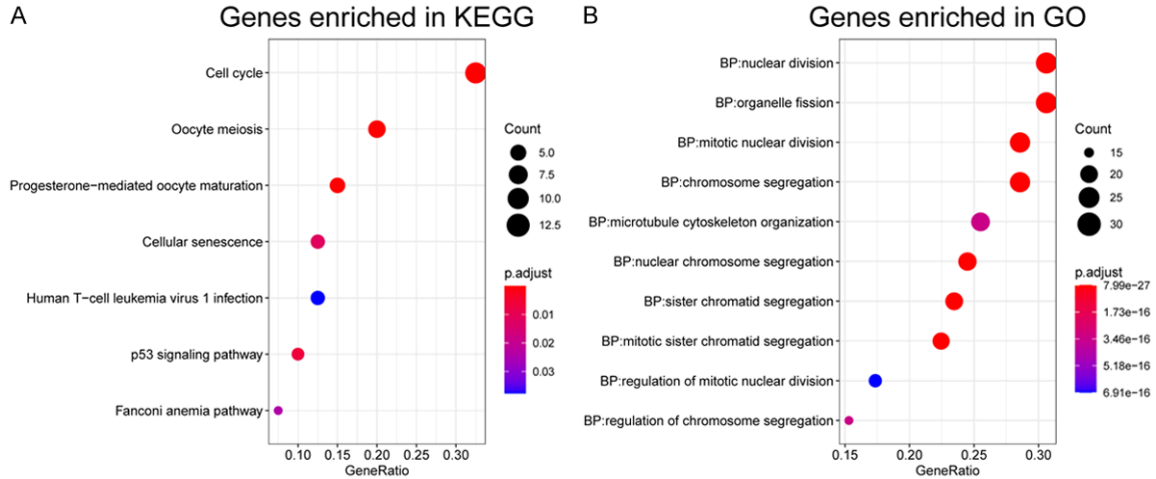 A
Genes enriched in KEGG
Cell cycle
Oocyte meiosis
Progesterone−mediated oocyte maturation
Cellular senescence
Human T−cell leukemia virus 1 infection
p53 signaling pathway
Fanconi anemia pathway
0.10 0.15 0.20 0.25 0.30
GeneRatio
Count
5.0
7.5
10.0
12.5
p.adjust
0.01
0.02
0.03
B
Genes enriched in GO
BP:nuclear division
BP:organelle fission
BP:mitotic nuclear division
BP:chromosome segregation
BP:microtubule cytoskeleton organization
BP:nuclear chromosome segregation
BP:sister chromatid segregation
BP:mitotic sister chromatid segregation
BP:regulation of mitotic nuclear division
BP:regulation of chromosome segregation
0.15 0.20 0.25 0.30
GeneRatio
Count
15
20
25
30
p.adjust
7.99e−27
1.73e−16
3.46e−16
5.18e−16
6.91e−16